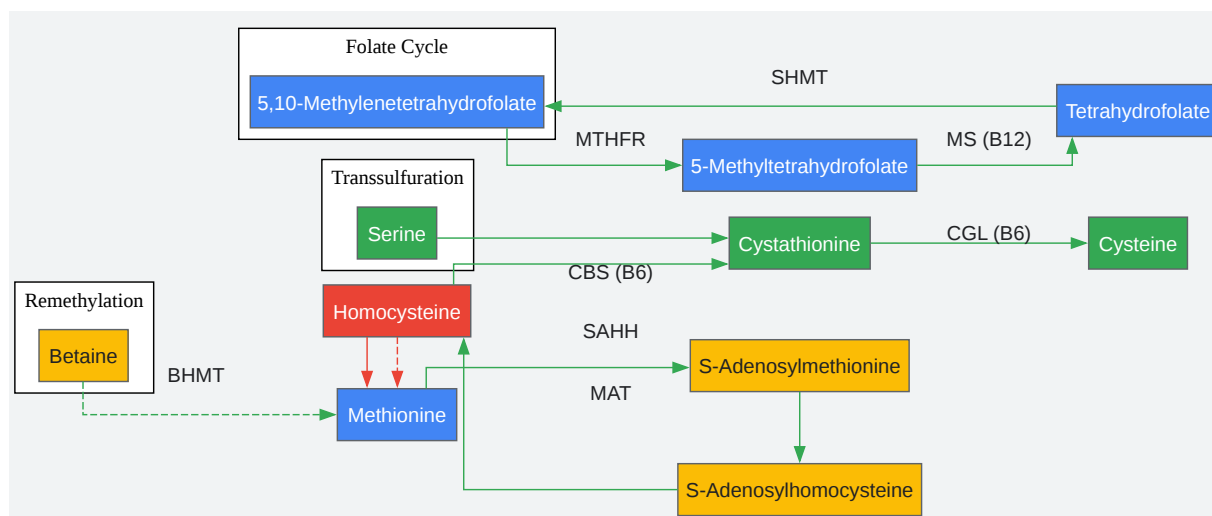 Folate Cycle
5,10-Methylenetetrahydrofolate
SHMT
Tetrahydrofolate
MTHFR
5-Methyltetrahydrofolate
MS (B12)
Transsulfuration
Serine
Cystathionine
CGL (B6)
Cysteine
CBS (B6)
Remethylation
Homocysteine
Betaine
BHMT
SAHH
S-Adenosylmethionine
MAT
Methionine
S-Adenosylhomocysteine